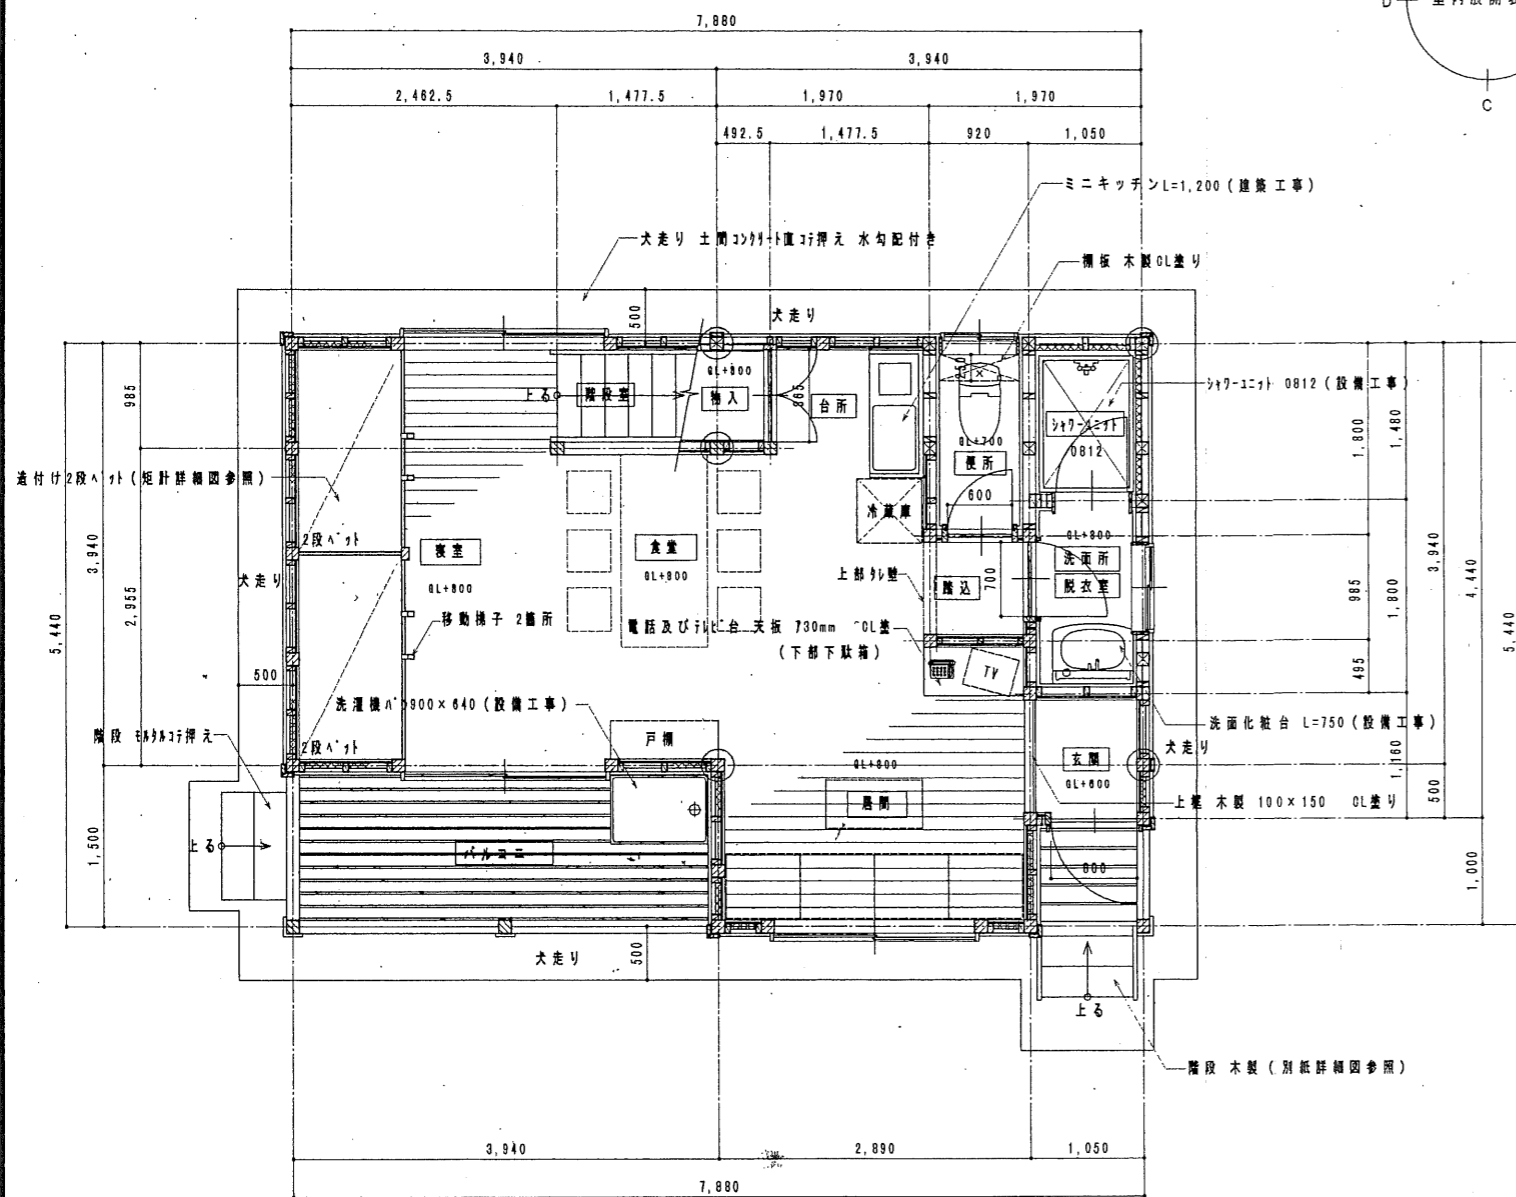 D
室内展開
C
7,880
3,940
3,940
2,462.5
1,477.5
1,970
1,970
492.5
1,477.5
920
1,050
ミニキッチンL=1,200(建築工事)
犬走り 土間コンクリート直コテ押え 水勾配付き
棚板 木製CL塗り
500
犬走り
985
250
GL+800
上る
階段室
物入
865
台所
シャワーユニット 0812(設備工事)
1,800
1,480
シャワーユニット
0812
GL+700
便所
造付け2段ベット(矩計詳細図参照)
600
冷蔵庫
2段ベット
寝室
食堂
GL+800
洗面所
脱衣室
3,940
犬走り
GL+800
GL+800
上部タレ壁
踏込
700
985
1,800
3,940
4,440
5,440
2,955
移動梯子 2箇所
電話及びテレビ台 天板 730mm CL塗
(下部下駄箱)
TV
5,440
495
500
洗濯機パン900×640(設備工事)
階段 モルタルコテ押え
2段ベット
戸棚
洗面化粧台 L=750(設備工事)
犬走り
GL+800
玄関
GL+600
1,160
居間
上框 木製 100×150 CL塗り
500
1,500
上る
バルコニー
800
1,000
犬走り
500
上る
階段 木製(別紙詳細図参照)
3,940
2,890
1,050
7,880